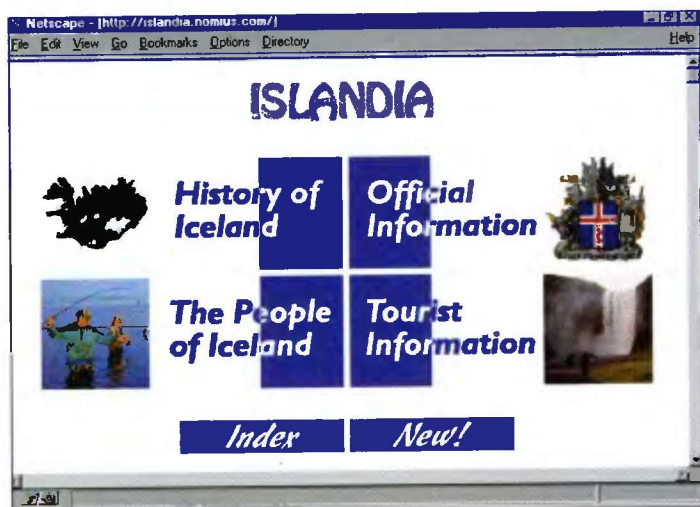 Netscape - [http://islandia.nomius.com/]
File Edit View Go Bookmarks Options Directory Help
ISLANDIA
History of
Iceland
Official
Information
The People
of Iceland
Tourist
Information
Index New!